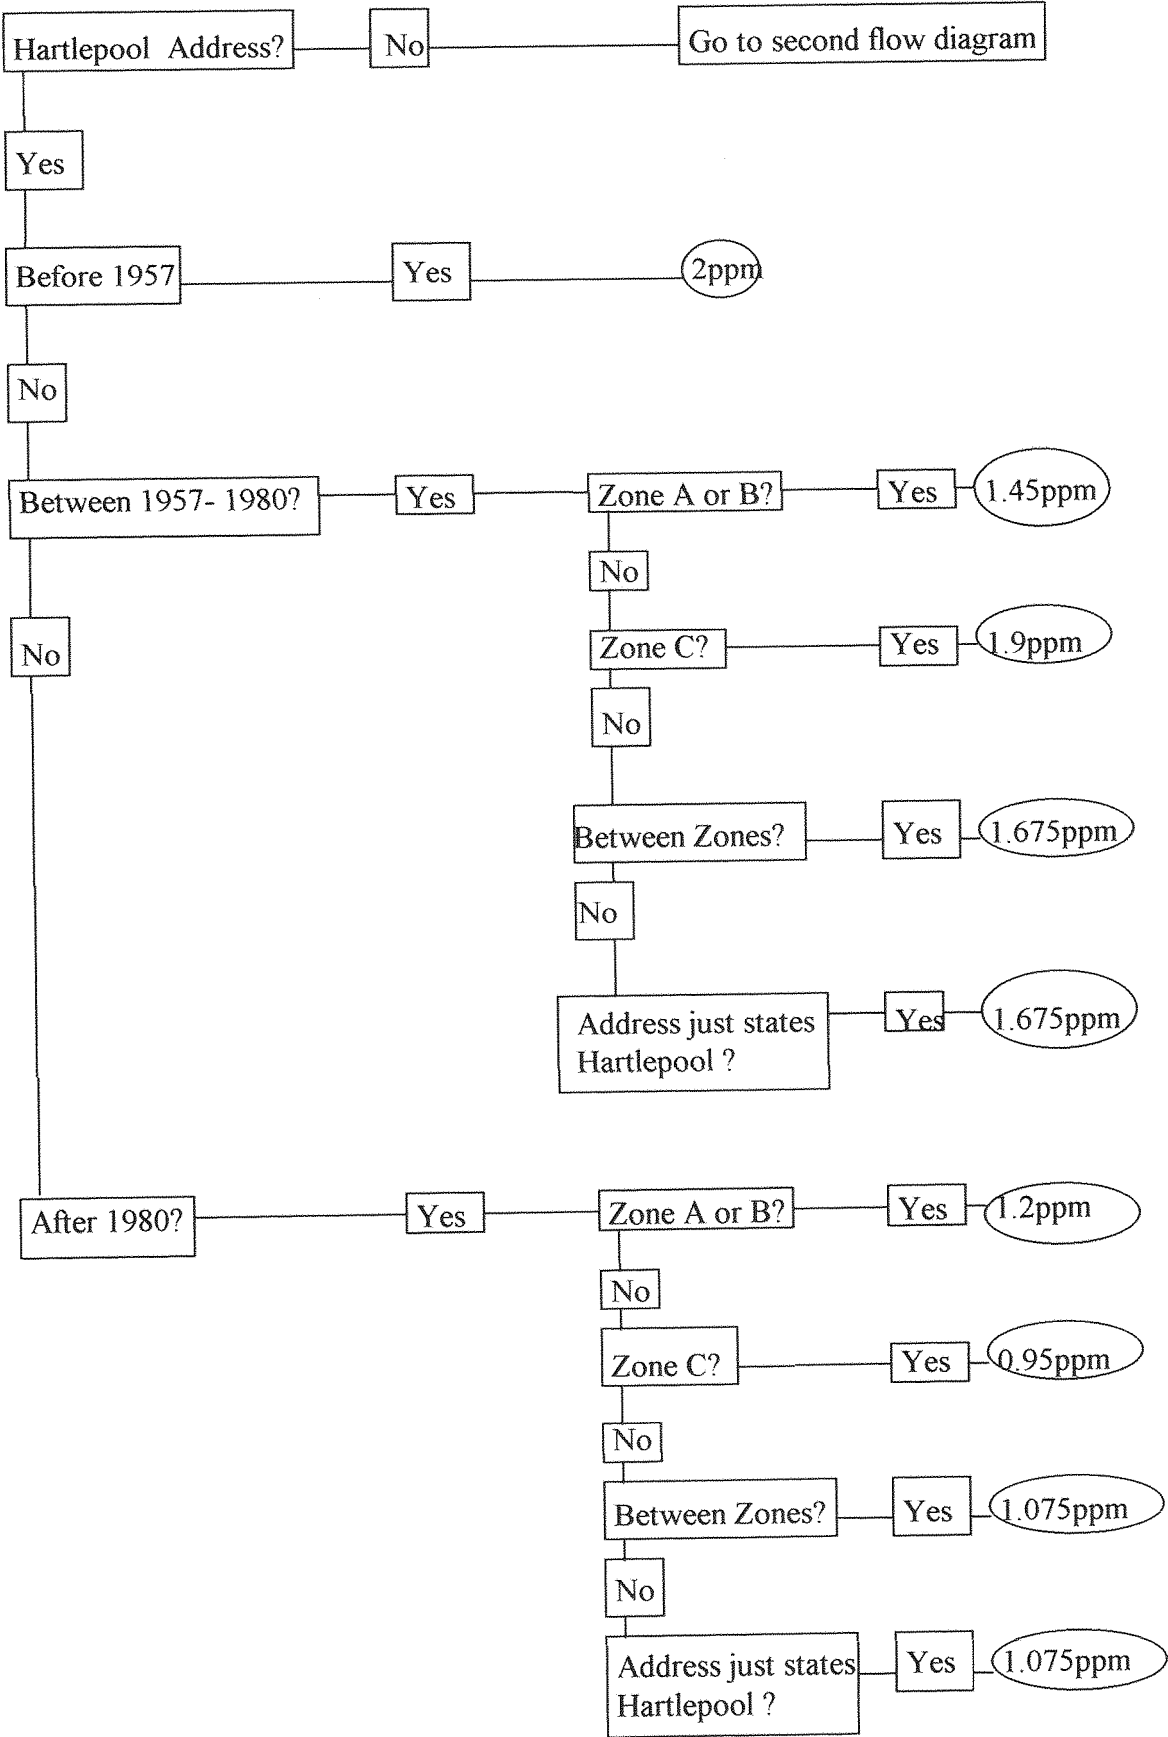 Hartlepool Address?
No
Go to second flow diagram
Yes
Before 1957
Yes
2ppm
No
Between 1957- 1980?
Yes
Zone A or B?
Yes
1.45ppm
No
Zone C?
Yes
1.9ppm
No
No
Between Zones?
Yes
1.675ppm
No
Address just states
Hartlepool ?
Yes
1.675ppm
After 1980?
Yes
Zone A or B?
Yes
1.2ppm
No
Zone C?
Yes
0.95ppm
No
Between Zones?
Yes
1.075ppm
No
Address just states
Hartlepool ?
Yes
1.075ppm